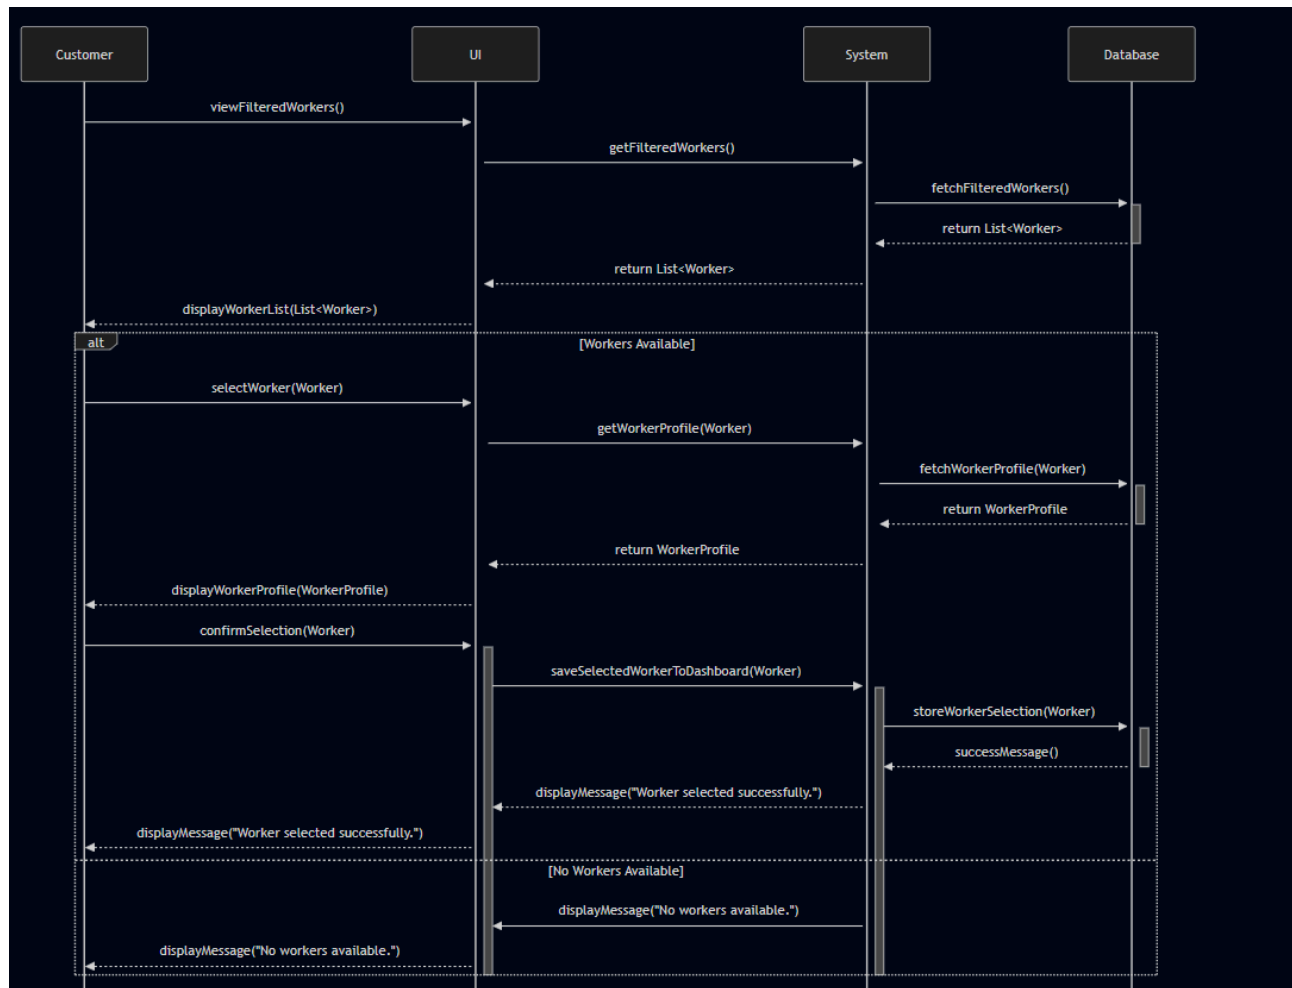 Customer
UI
System
Database
viewFilteredWorkers()
getFilteredWorkers()
fetchFilteredWorkers()
return List<Worker>
return List<Worker>
displayWorkerList(List<Worker>)
alt
[Workers Available]
selectWorker(Worker)
getWorkerProfile(Worker)
fetchWorkerProfile(Worker)
return WorkerProfile
return WorkerProfile
displayWorkerProfile(WorkerProfile)
confirmSelection(Worker)
saveSelectedWorkerToDashboard(Worker)
storeWorkerSelection(Worker)
successMessage()
displayMessage("Worker selected successfully.")
displayMessage("Worker selected successfully.")
[No Workers Available]
displayMessage("No workers available.")
displayMessage("No workers available.")